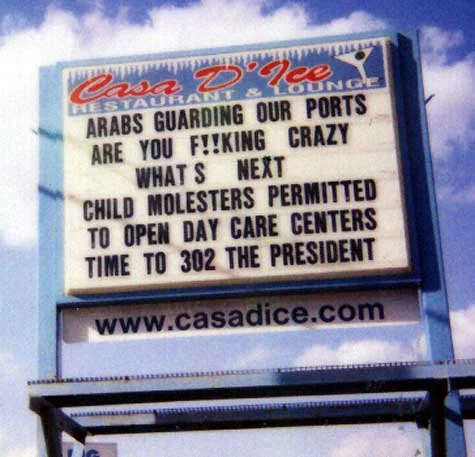 Casa D'Ice
RESTAURANT & LOUNGE
ARABS GUARDING OUR PORTS
ARE YOU F!!KING CRAZY
WHAT S NEXT
CHILD MOLESTERS PERMITTED
TO OPEN DAY CARE CENTERS
TIME TO 302 THE PRESIDENT
www.casadice.com